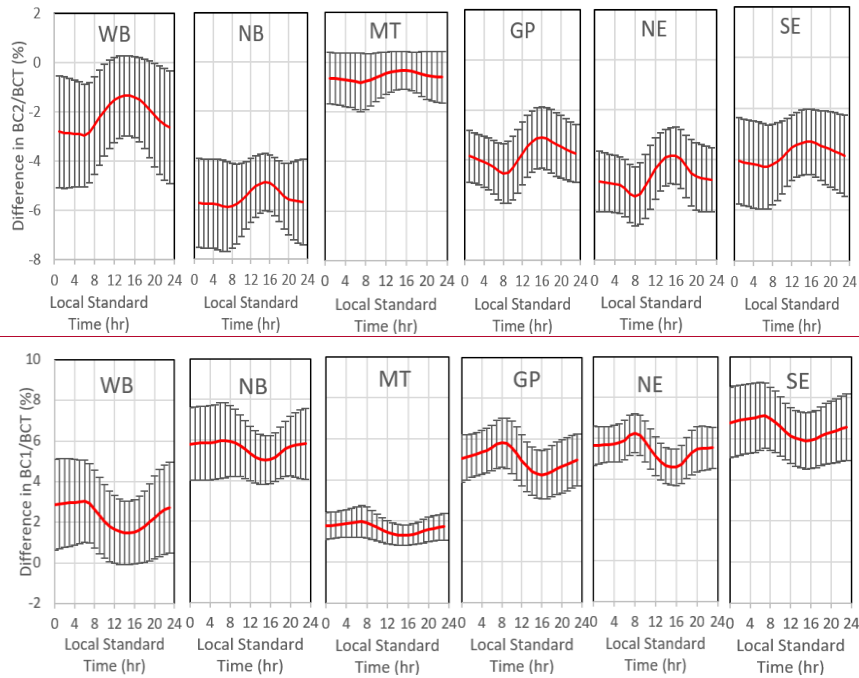 WB NB MT GP NE SE
Difference in BC2/BCT (%)
2
0
-2
-4
-6
-8
0 4 8 12 16 20 24 0 4 8 12 16 20 24 0 4 8 12 16 20 24 0 4 8 12 16 20 24 0 4 8 12 16 20 24 0 4 8 12 16 20 24
Local Standard Local Standard Local Standard Local Standard Local Standard Local Standard
Time (hr) Time (hr) Time (hr) Time (hr) Time (hr) Time (hr)
WB NB MT GP NE SE
Difference in BC1/BCT (%)
10
8
6
4
2
0
-2
0 4 8 12 16 20 24 0 4 8 12 16 20 24 0 4 8 12 16 20 24 0 4 8 12 16 20 24 0 4 8 12 16 20 24 0 4 8 12 16 20 24
Local Standard Local Standard Local Standard Local Standard Local Standard Local Standard
Time (hr) Time (hr) Time (hr) Time (hr) Time (hr) Time (hr)